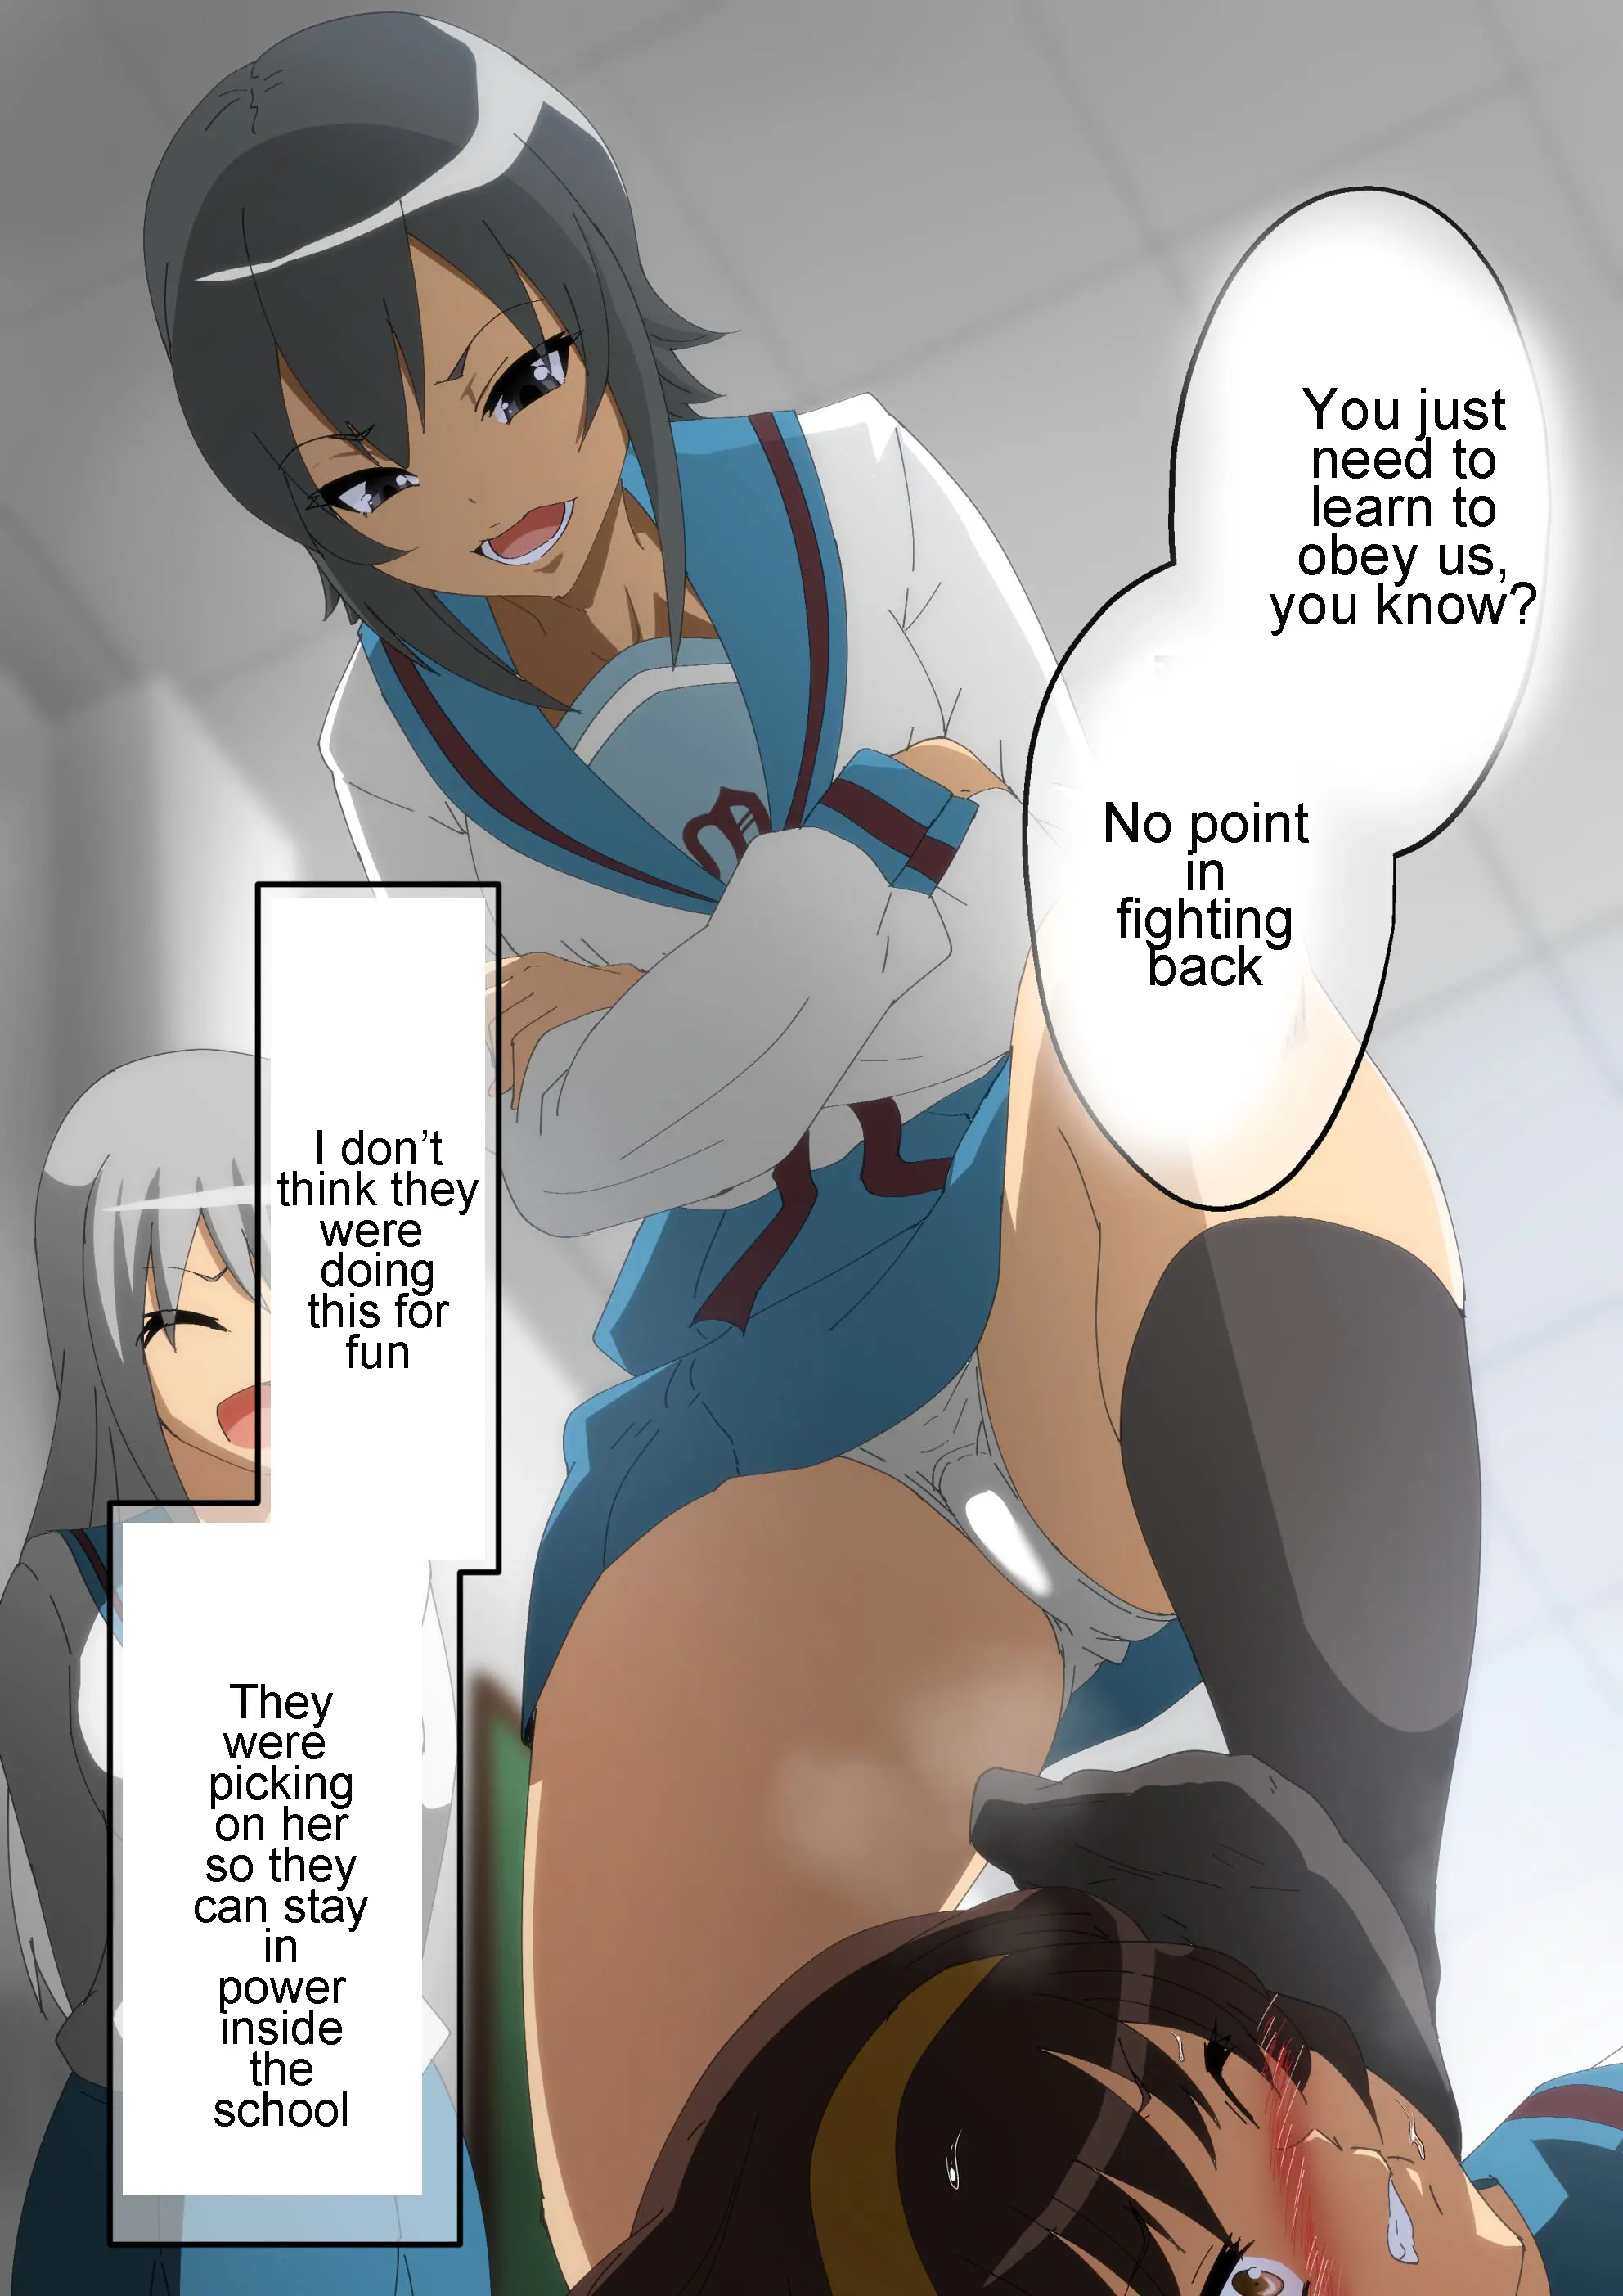 You just
need to
learn to
obey us,
you know?
No point
in
fighting
back
I don't
think they
were
doing
this for
fun
They
were
picking
on her
so they
can stay
in
power
inside
the
school